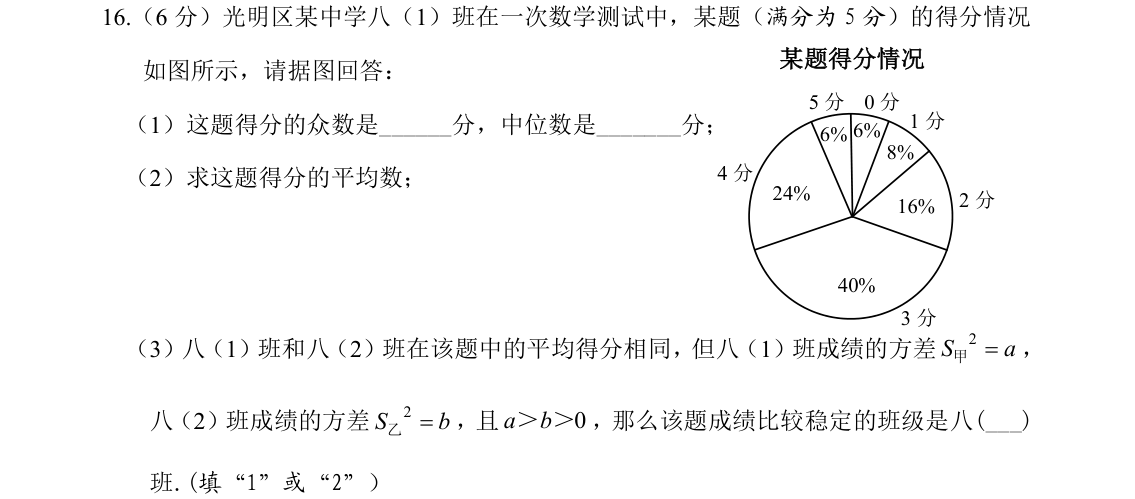 16.（6 分）光明区某中学八（1）班在一次数学测试中，某题（满分为 5 分）的得分情况
如图所示，请据图回答：
某题得分情况
（1）这题得分的众数是______分，中位数是_______分；
（2）求这题得分的平均数；
5 分 0 分
1 分
6% 6%
8%
4 分
24%
16% 2 分
40%
3 分
（3）八（1）班和八（2）班在该题中的平均得分相同，但八（1）班成绩的方差 S甲² = a，
八（2）班成绩的方差 S乙² = b，且 a＞b＞0，那么该题成绩比较稳定的班级是八(___)
班.（填“1”或“2”）